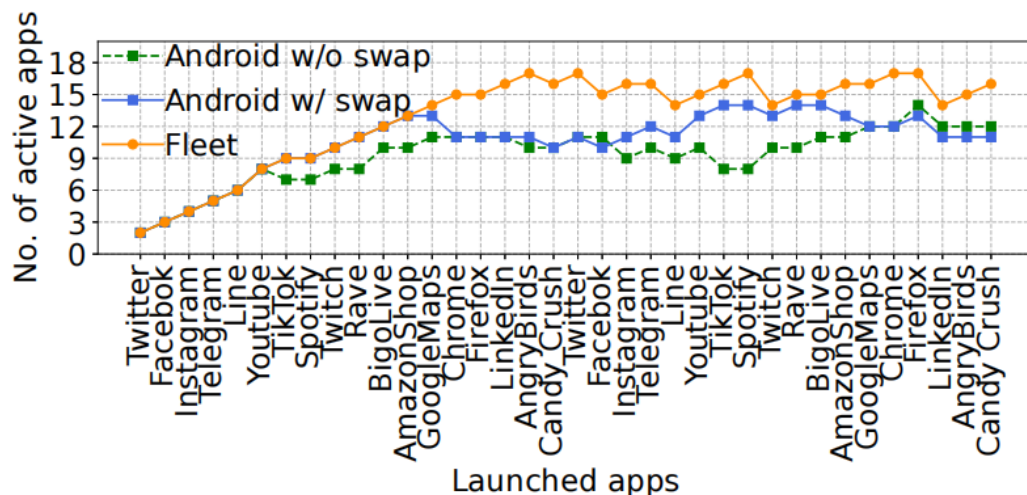 No. of active apps
18
15
12
9
6
3
0
Android w/o swap
Android w/ swap
Fleet
Twitter
Facebook
Instagram
Telegram
Line
Youtube
TikTok
Spotify
Twitch
Rave
BigoLive
AmazonShop
GoogleMaps
Chrome
Firefox
LinkedIn
AngryBirds
Candy Crush
Twitter
Facebook
Instagram
Telegram
Line
Youtube
TikTok
Spotify
Twitch
Rave
BigoLive
AmazonShop
GoogleMaps
Chrome
Firefox
LinkedIn
AngryBirds
Candy Crush
Launched apps